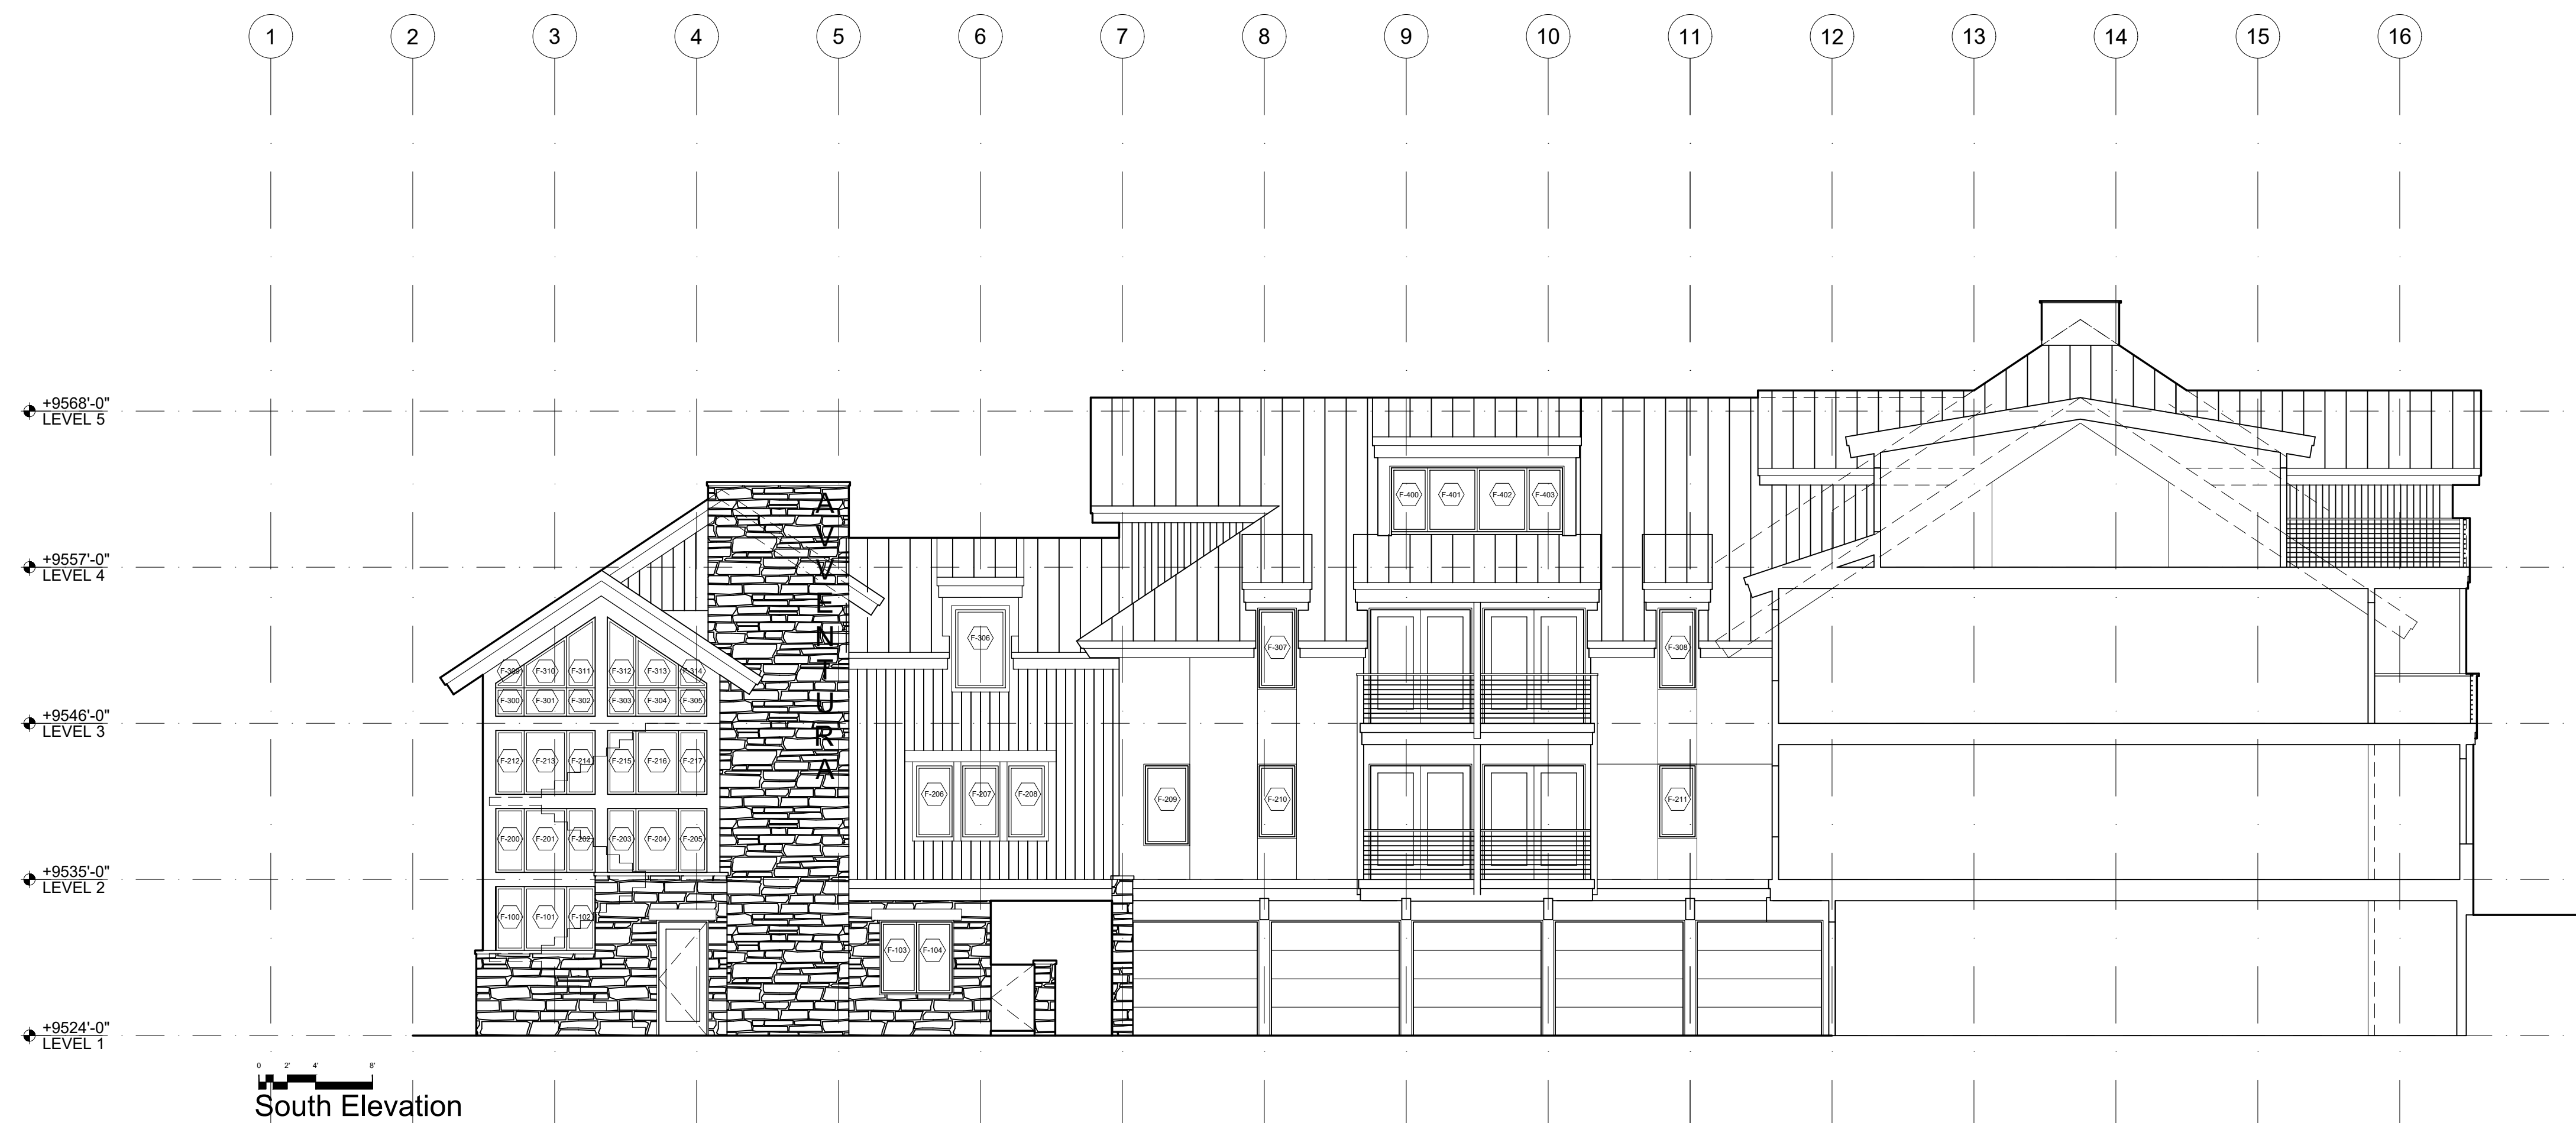 1 2 3 4 5 6 7 8 9 10 11 12 13 14 15 16
+9568'-0"
LEVEL 5
+9557'-0"
LEVEL 4
+9546'-0"
LEVEL 3
+9535'-0"
LEVEL 2
+9524'-0"
LEVEL 1
AVVENTURA
F-400 F-401 F-402 F-403
F-306 F-307 F-308
F-309 F-310 F-311 F-312 F-313 F-314
F-300 F-301 F-302 F-303 F-304 F-305
F-212 F-213 F-214 F-215 F-216 F-217
F-206 F-207 F-208 F-209 F-210 F-211
F-200 F-201 F-202 F-203 F-204 F-205
F-100 F-101 F-102
F-103 F-104
0 2' 4' 8'
South Elevation